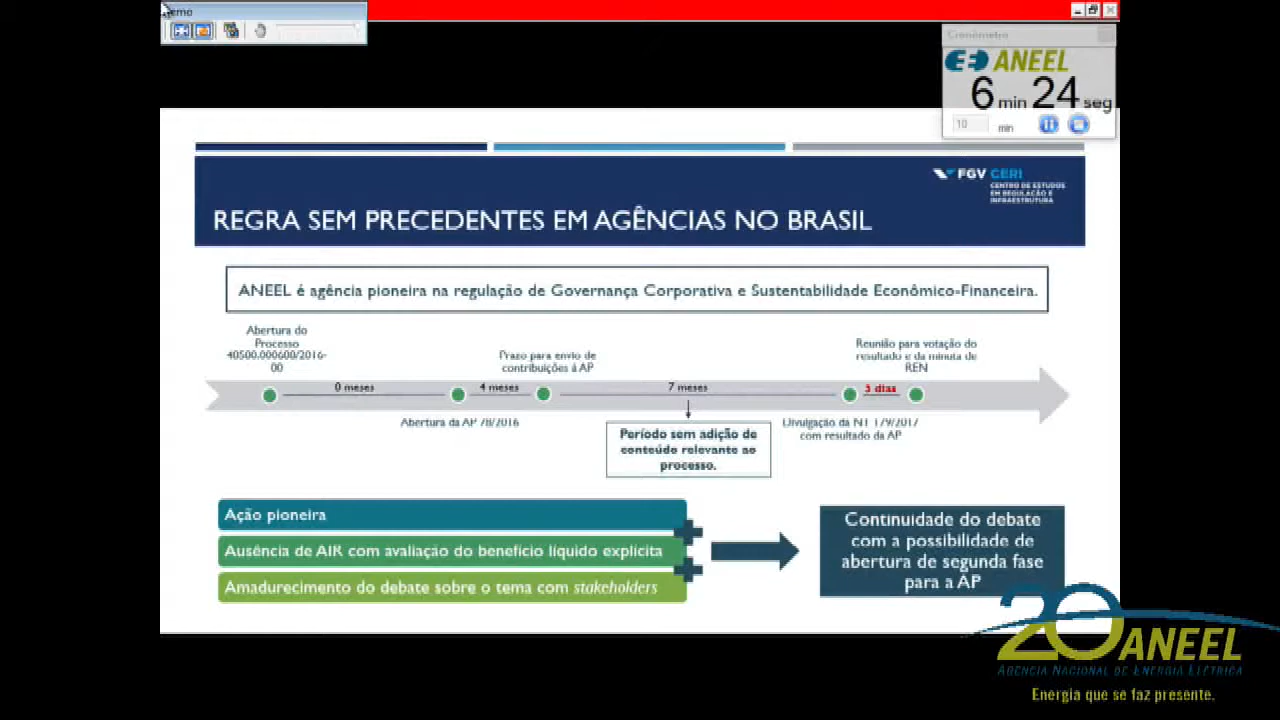 Cronômetro
ANEEL
6 min 24 seg
10 min
FGV CERI
CENTRO DE ESTUDOS
EM REGULAÇÃO E
INFRAESTRUTURA
REGRA SEM PRECEDENTES EM AGÊNCIAS NO BRASIL
ANEEL é agência pioneira na regulação de Governança Corporativa e Sustentabilidade Econômico-Financeira.
Abertura do
Processo
40500.000600/2016-
00
Prazo para envio de
contribuições à AP
Reunião para votação do
resultado e da minuta de
REN
0 meses
4 meses
7 meses
3 dias
Abertura da AP 78/2016
Divulgação da NT 179/2017
com resultado da AP
Período sem adição de
conteúdo relevante ao
processo.
Ação pioneira
Ausência de AIR com avaliação do benefício líquido explícita
Amadurecimento do debate sobre o tema com stakeholders
Continuidade do debate
com a possibilidade de
abertura de segunda fase
para a AP
20 ANEEL
AGÊNCIA NACIONAL DE ENERGIA ELÉTRICA
Energia que se faz presente.